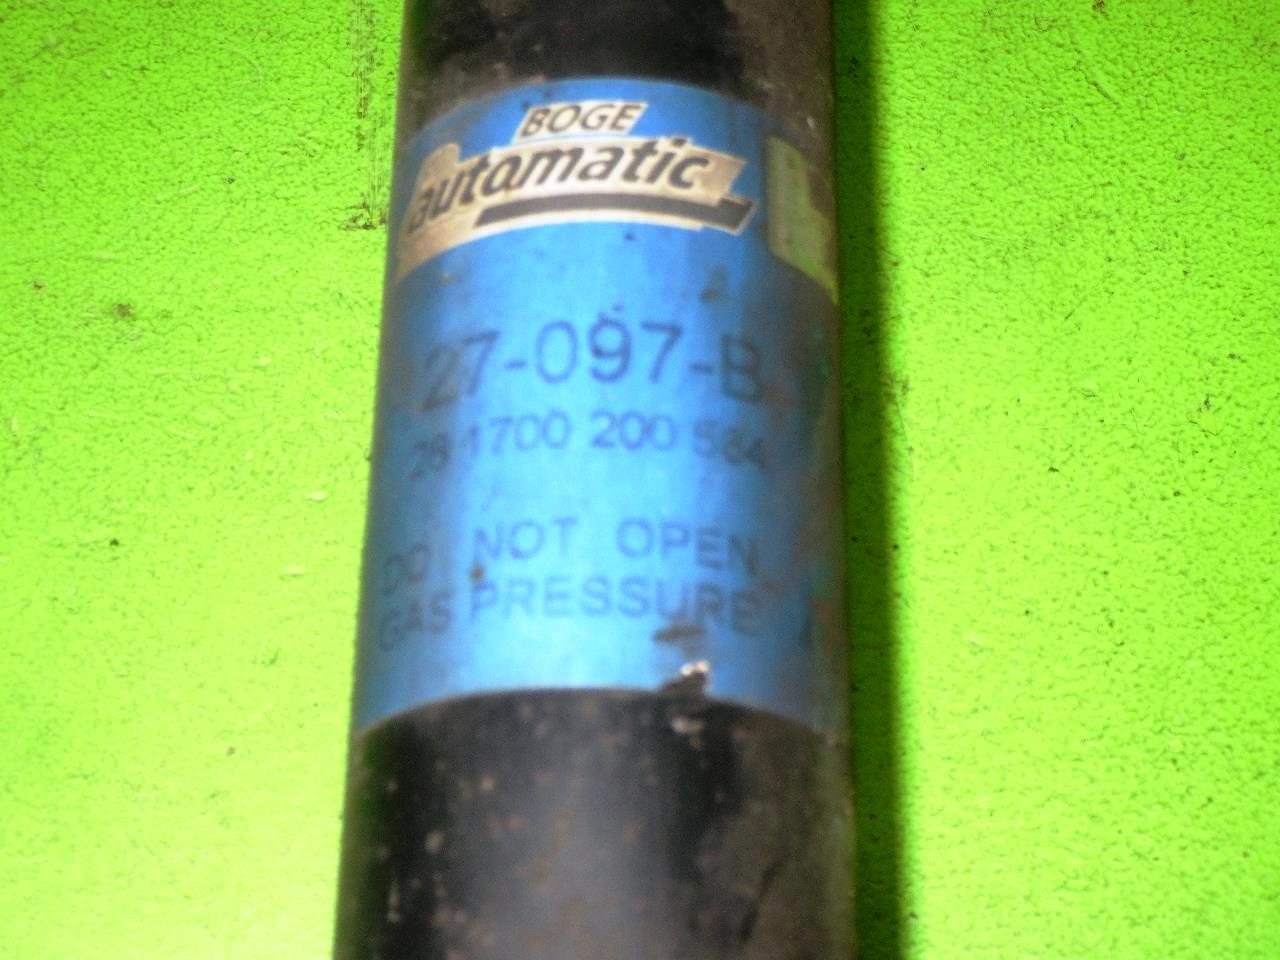 BOGE
automatic
27-097-B
28 1700 200 584
DO NOT OPEN
GAS PRESSURE